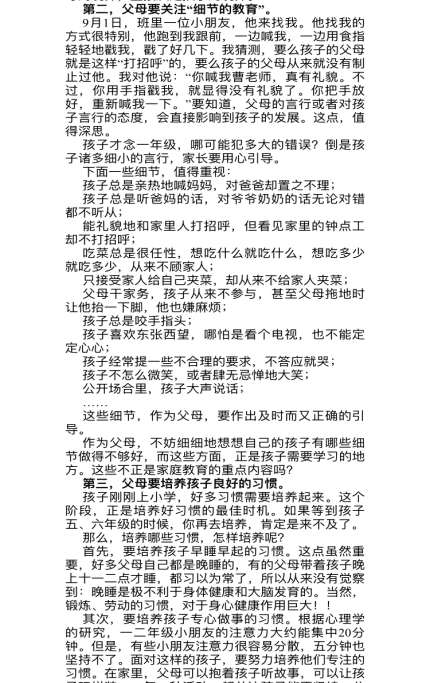 第二，父母要关注“细节的教育”。
9月1日，班里一位小朋友，他来找我。他找我的
方式很特别，他跑到我跟前，一边喊我，一边用食指
轻轻地戳我，戳了好几下。我猜测，要么孩子的父母
就是这样“打招呼”的，要么孩子的父母从来就没有制
止过他。我对他说：“你喊我曹老师，真有礼貌。不
过，你用手指戳我，就显得没有礼貌了。你把手放
好，重新喊我一下。”要知道，父母的言行或者对孩
子言行的态度，会直接影响到孩子的发展。这点，值
得深思。
孩子才念一年级，哪可能犯多大的错误？倒是孩
子诸多细小的言行，家长要用心引导。
下面一些细节，值得重视：
孩子总是亲热地喊妈妈，对爸爸却置之不理；
孩子总是听爸妈的话，对爷爷奶奶的话无论对错
都不听从；
能礼貌地和家里人打招呼，但看见家里的钟点工
却不打招呼；
吃菜总是很任性，想吃什么就吃什么，想吃多少
就吃多少，从来不顾家人；
只接受家人给自己夹菜，却从来不给家人夹菜；
父母干家务，孩子从来不参与，甚至父母拖地时
让他抬一下脚，他也嫌麻烦；
孩子总是咬手指头；
孩子喜欢东张西望，哪怕是看个电视，也不能定
定心心；
孩子经常提一些不合理的要求，不答应就哭；
孩子不怎么微笑，或者肆无忌惮地大笑；
公开场合里，孩子大声说话；
……
这些细节，作为父母，要作出及时而又正确的引
导。
作为父母，不妨细细地想想自己的孩子有哪些细
节做得不够好，而这些方面，正是孩子需要学习的地
方。这些不正是家庭教育的重点内容吗？
第三，父母要培养孩子良好的习惯。
孩子刚刚上小学，好多习惯需要培养起来。这个
阶段，正是培养好习惯的最佳时机。如果等到孩子
五、六年级的时候，你再去培养，肯定是来不及了。
那么，培养哪些习惯，怎样培养呢？
首先，要培养孩子早睡早起的习惯。这点虽然重
要，好多父母自己都是晚睡的，有的父母带着孩子晚
上十一二点才睡，都习以为常了，所以从来没有觉察
到：晚睡是极不利于身体健康和大脑发育的。当然，
锻炼、劳动的习惯，对于身心健康作用巨大！！
其次，要培养孩子专心做事的习惯。根据心理学
的研究，一二年级小朋友的注意力大约能集中20分
钟。但是，有些小朋友注意力很容易分散，五分钟也
坚持不了。面对这样的孩子，要努力培养他们专注的
习惯。在家里，父母可以抱着孩子听故事，可以让孩